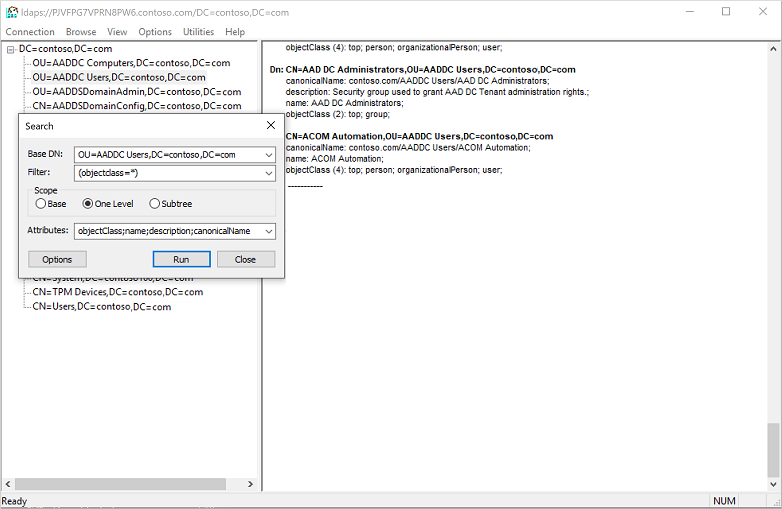 ldaps://PJVFPG7VPRN8PW6.contoso.com/DC=contoso,DC=com
Connection Browse View Options Utilities Help
DC=contoso,DC=com
OU=AADDC Computers,DC=contoso,DC=com
OU=AADDC Users,DC=contoso,DC=com
OU=AADDSDomainAdmin,DC=contoso,DC=com
CN=AADDSDomainConfig,DC=contoso,DC=com
Search
Base DN: OU=AADDC Users,DC=contoso,DC=com
Filter: (objectclass=*)
Scope
Base One Level Subtree
Attributes: objectClass;name;description;canonicalName
Options Run Close
CN=TPM Devices,DC=contoso,DC=com
CN=Users,DC=contoso,DC=com
objectClass (4): top; person; organizationalPerson; user;
Dn: CN=AAD DC Administrators,OU=AADDC Users,DC=contoso,DC=com
canonicalName: contoso.com/AADDC Users/AAD DC Administrators;
description: Security group used to grant AAD DC Tenant administration rights.;
name: AAD DC Administrators;
objectClass (2): top; group;
CN=ACOM Automation,OU=AADDC Users,DC=contoso,DC=com
canonicalName: contoso.com/AADDC Users/ACOM Automation;
name: ACOM Automation;
objectClass (4): top; person; organizationalPerson; user;
-----------
Ready NUM